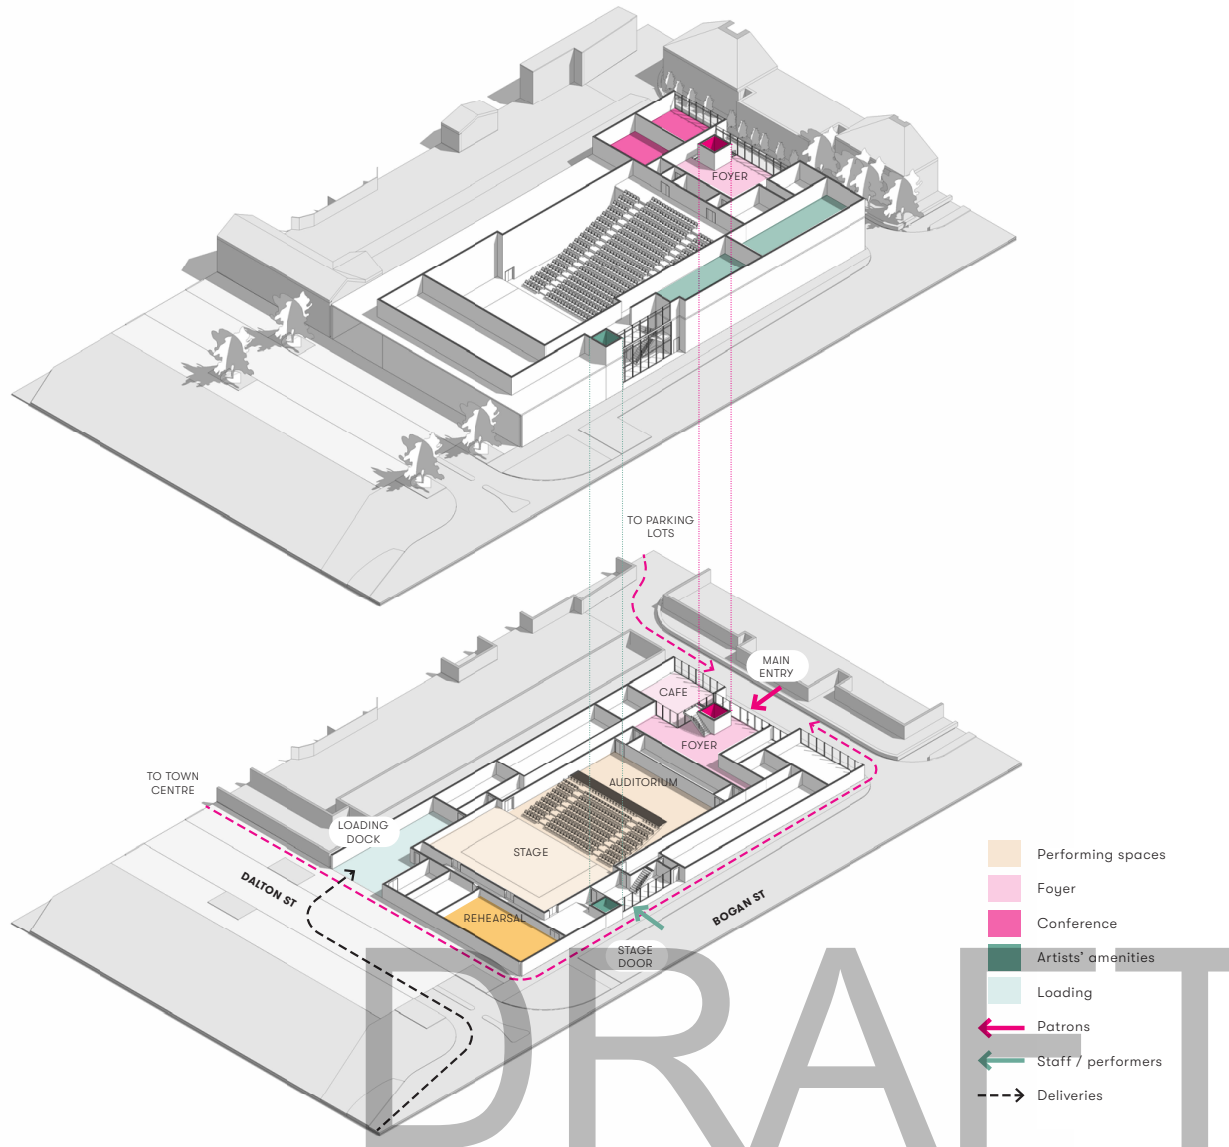 FOYER
TO PARKING
LOTS
MAIN
ENTRY
CAFE
FOYER
AUDITORIUM
TO TOWN
CENTRE
LOADING
DOCK
STAGE
DALTON ST
REHEARSAL
BOGAN ST
STAGE
DOOR
Performing spaces
Foyer
Conference
Artists' amenities
Loading
Patrons
Staff / performers
Deliveries
DRAFT